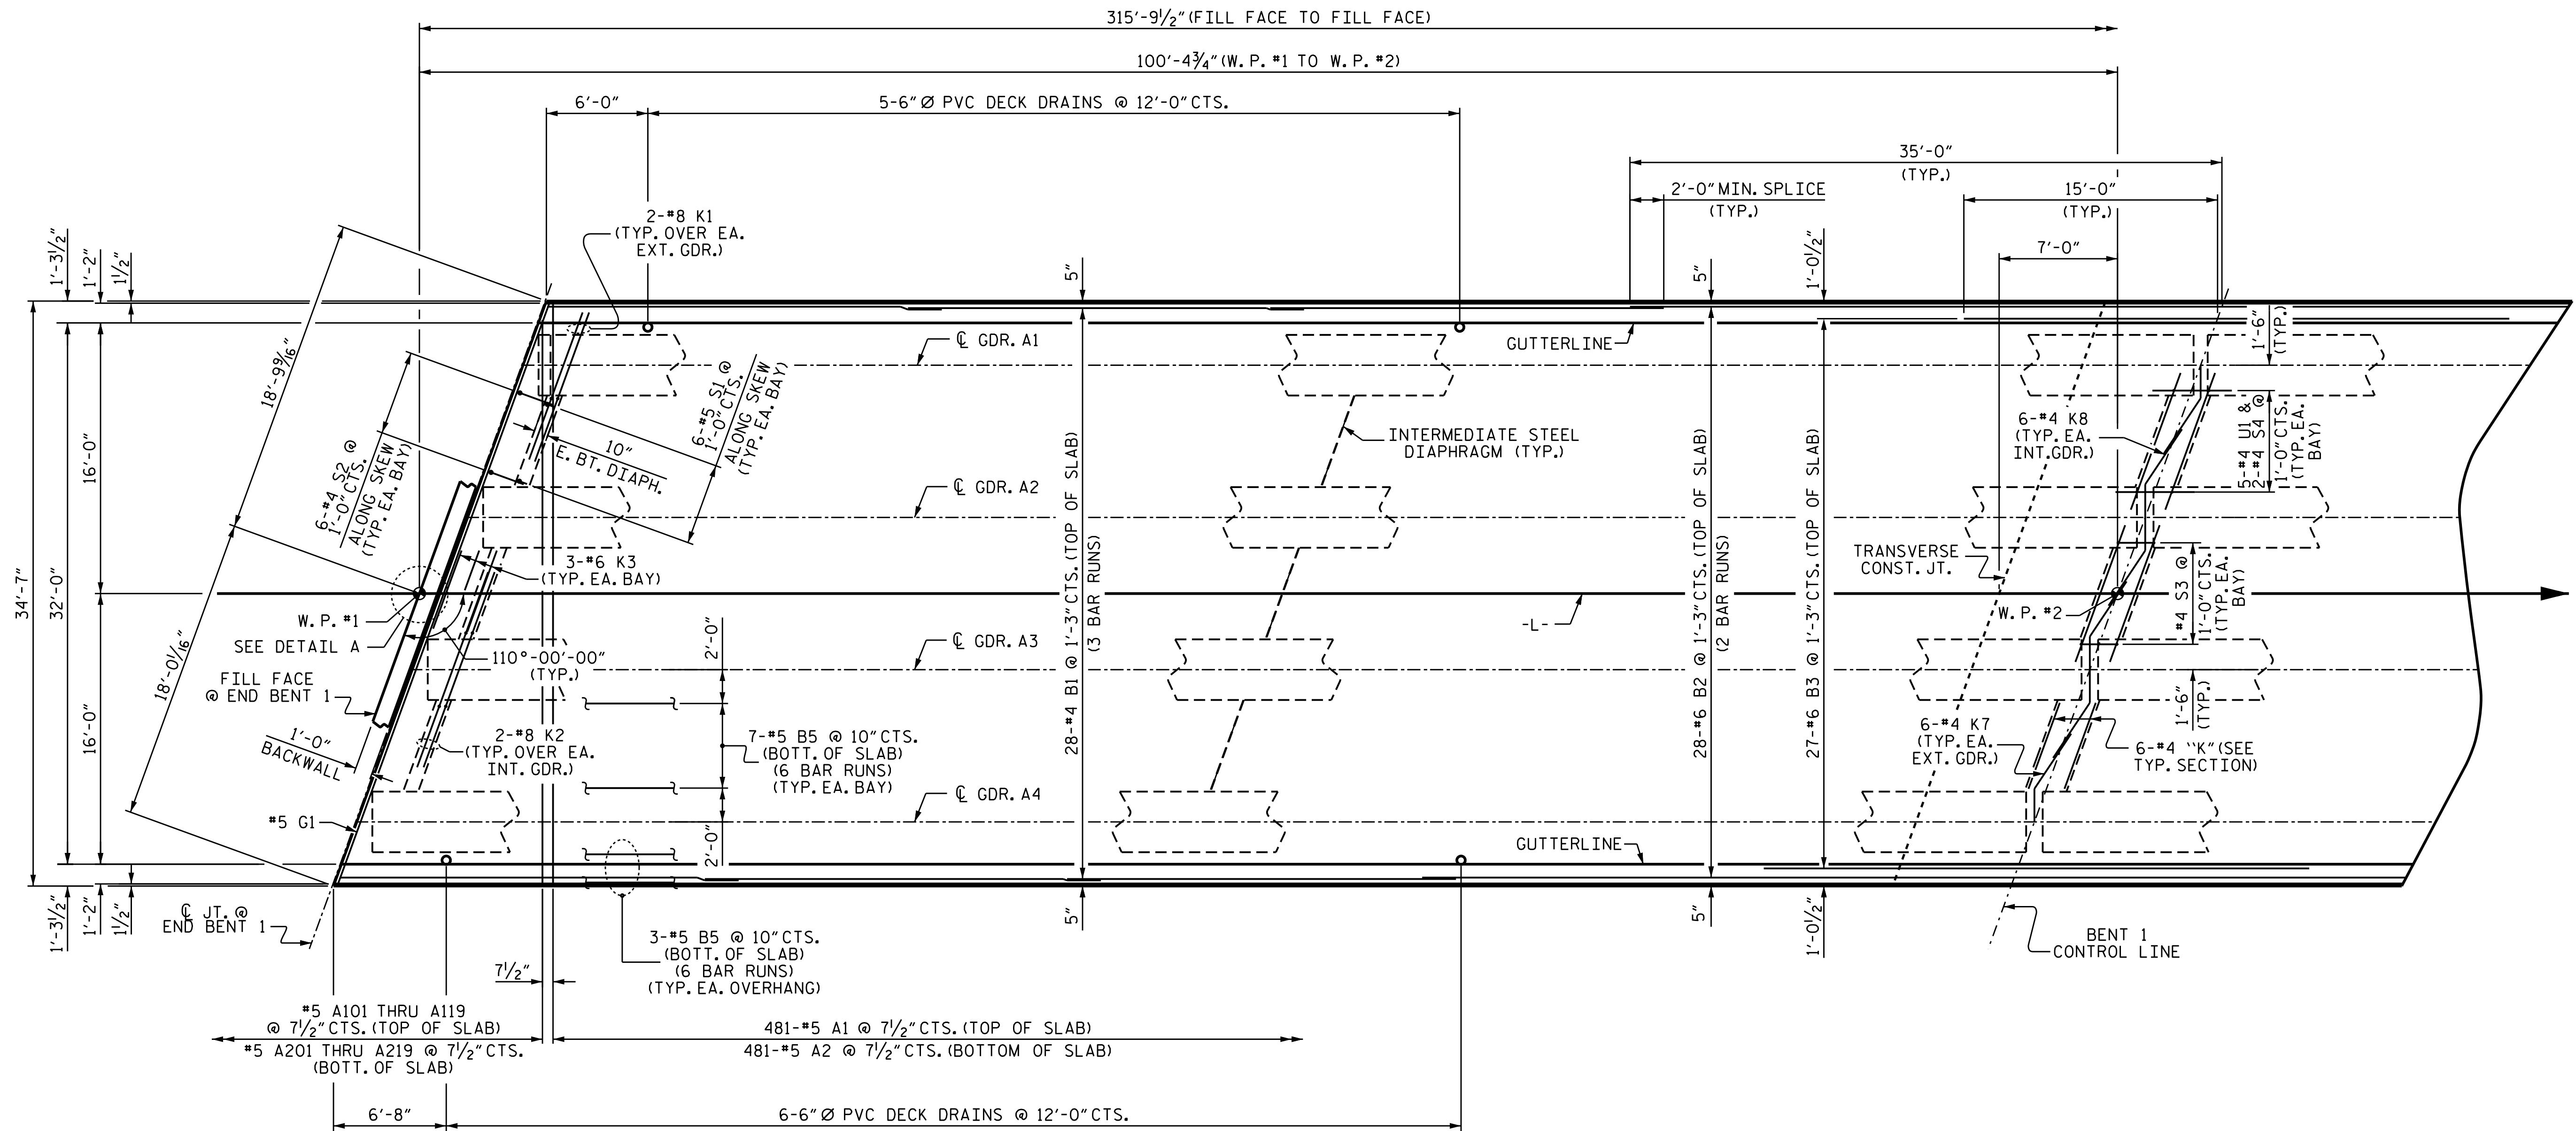 315'-9½" (FILL FACE TO FILL FACE)
100'-4¾" (W.P. #1 TO W.P. #2)
6'-0"
5-6" Ø PVC DECK DRAINS @ 12'-0" CTS.
35'-0"
(TYP.)
2'-0" MIN. SPLICE
(TYP.)
15'-0"
(TYP.)
7'-0"
2-#8 K1
(TYP. OVER EA.
EXT. GDR.)
1'-3½"
1'-2"
1½"
5"
5"
1'-0½"
18'-9⁹⁄₁₆"
18'-0¹⁄₁₆"
34'-7"
32'-0"
16'-0"
16'-0"
6-#4 S2 @
1'-0" CTS.
ALONG SKEW
(TYP. EA. BAY)
6-#5 S1 @
1'-0" CTS.
ALONG SKEW
(TYP. EA. BAY)
10"
E. BT. DIAPH.
℄ GDR. A1
℄ GDR. A2
℄ GDR. A3
℄ GDR. A4
GUTTERLINE
INTERMEDIATE STEEL
DIAPHRAGM (TYP.)
28-#4 B1 @ 1'-3" CTS. (TOP OF SLAB)
(3 BAR RUNS)
28-#6 B2 @ 1'-3" CTS. (TOP OF SLAB)
(2 BAR RUNS)
27-#6 B3 @ 1'-3" CTS. (TOP OF SLAB)
6-#4 K8
(TYP. EA.
INT. GDR.)
1'-6"
(TYP.)
5-#4 U1 &
2-#4 S4 @
1'-0" CTS.
(TYP. EA.
BAY)
3-#6 K3
(TYP. EA. BAY)
TRANSVERSE
CONST. JT.
#4 S3 @
1'-0" CTS.
(TYP. EA.
BAY)
W.P. #1
SEE DETAIL A
110°-00'-00"
(TYP.)
-L-
W.P. #2
FILL FACE
@ END BENT 1
1'-0"
BACKWALL
2'-0"
2-#8 K2
(TYP. OVER EA.
INT. GDR.)
7-#5 B5 @ 10" CTS.
(BOTT. OF SLAB)
(6 BAR RUNS)
(TYP. EA. BAY)
2'-0"
1'-6"
(TYP.)
6-#4 K7
(TYP. EA.
EXT. GDR.)
6-#4 "K" (SEE
TYP. SECTION)
#5 G1
GUTTERLINE
℄ JT. @
END BENT 1
1'-3½"
1'-2"
1½"
5"
5"
1'-0½"
3-#5 B5 @ 10" CTS.
(BOTT. OF SLAB)
(6 BAR RUNS)
(TYP. EA. OVERHANG)
BENT 1
CONTROL LINE
7½"
#5 A101 THRU A119
@ 7½" CTS. (TOP OF SLAB)
#5 A201 THRU A219 @ 7½" CTS.
(BOTT. OF SLAB)
481-#5 A1 @ 7½" CTS. (TOP OF SLAB)
481-#5 A2 @ 7½" CTS. (BOTTOM OF SLAB)
6'-8"
6-6" Ø PVC DECK DRAINS @ 12'-0" CTS.